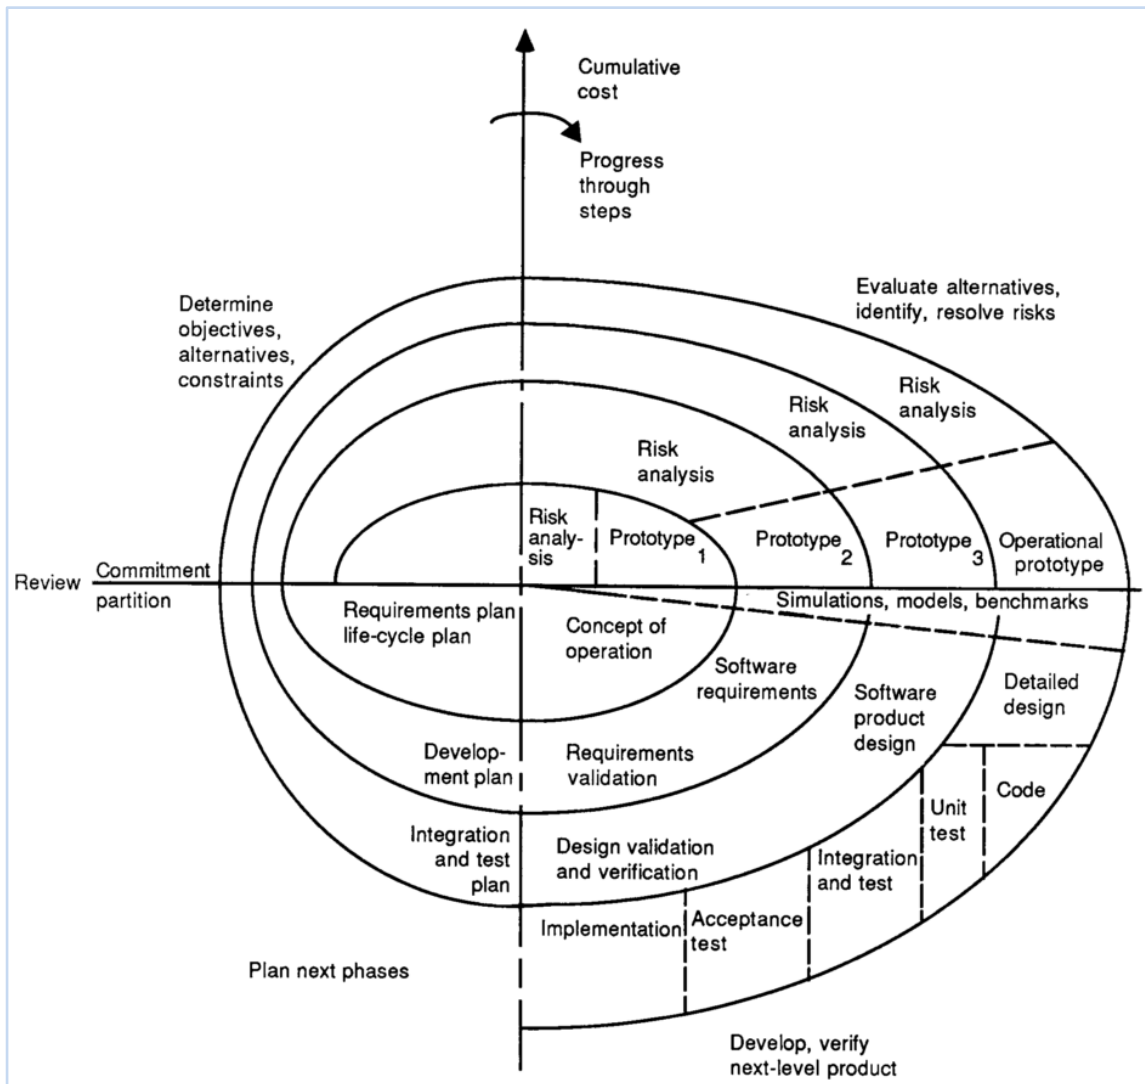 Cumulative
cost
Progress
through
steps
Determine
objectives,
alternatives,
constraints
Evaluate alternatives,
identify, resolve risks
Risk
analysis
Risk
analysis
Risk
analysis
Risk
analy-
sis
Prototype 1
Prototype 2
Prototype 3
Operational
prototype
Review
Commitment
partition
Simulations, models, benchmarks
Requirements plan
life-cycle plan
Concept of
operation
Software
requirements
Software
product
design
Detailed
design
Develop-
ment plan
Requirements
validation
Code
Unit
test
Integration
and test
plan
Design validation
and verification
Integration
and test
Acceptance
test
Implementation
Plan next phases
Develop, verify
next-level product